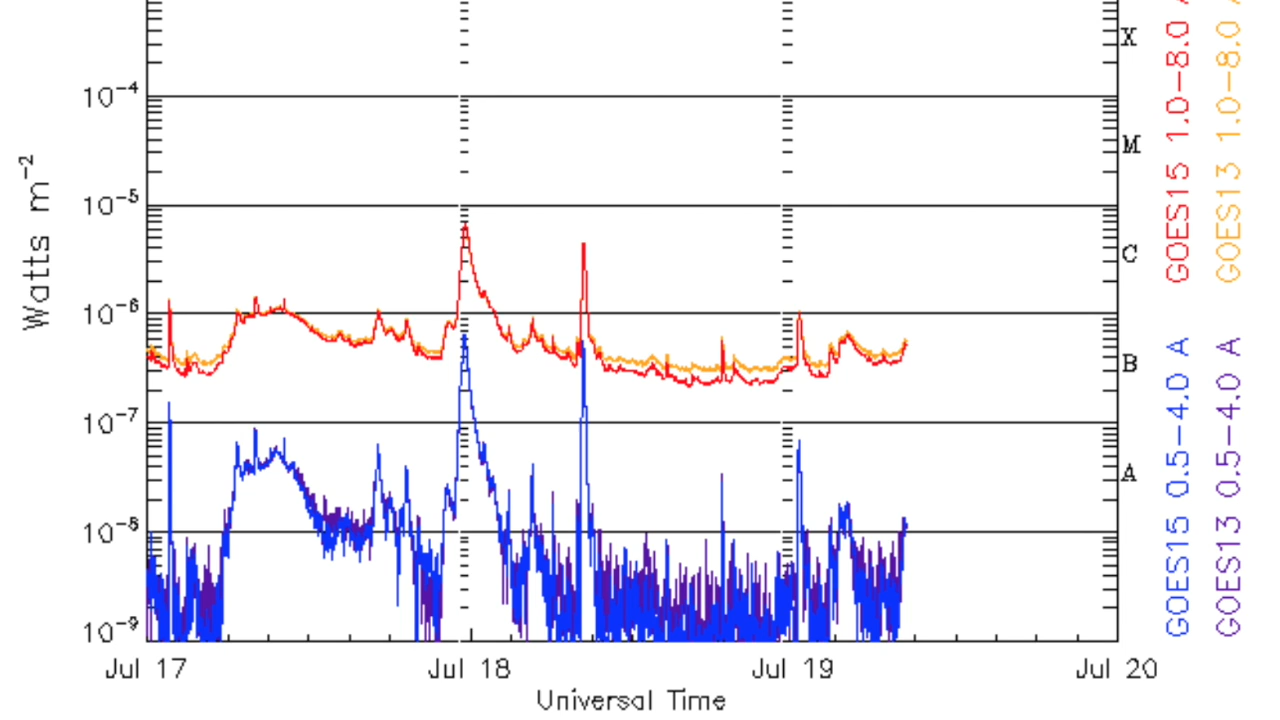 X
10⁻⁴
M
10⁻⁵
C
10⁻⁶
B
10⁻⁷
A
10⁻⁸
10⁻⁹
Watts m⁻²
Jul 17 Jul 18 Jul 19 Jul 20
Universal Time
GOES15 0.5-4.0 A GOES15 1.0-8.0 A
GOES13 0.5-4.0 A GOES13 1.0-8.0 A